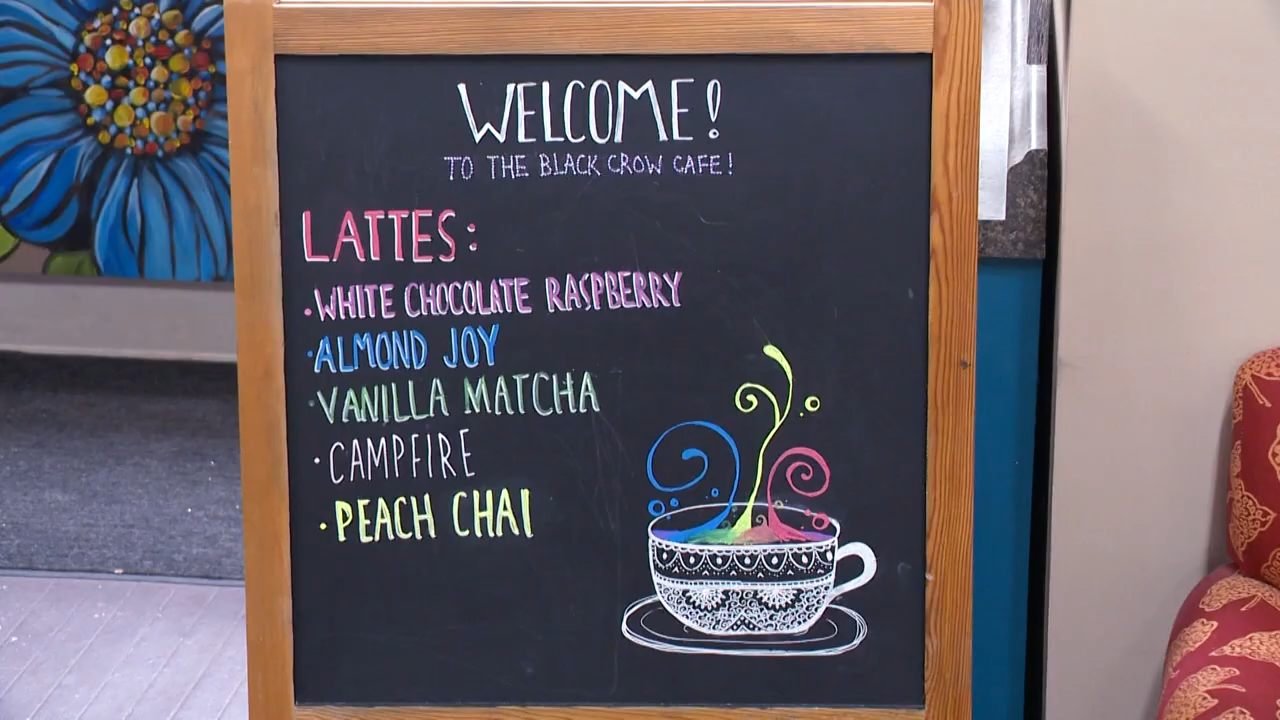 WELCOME!
TO THE BLACK CROW CAFE!
LATTES:
· WHITE CHOCOLATE RASPBERRY
· ALMOND JOY
· VANILLA MATCHA
· CAMPFIRE
· PEACH CHAI